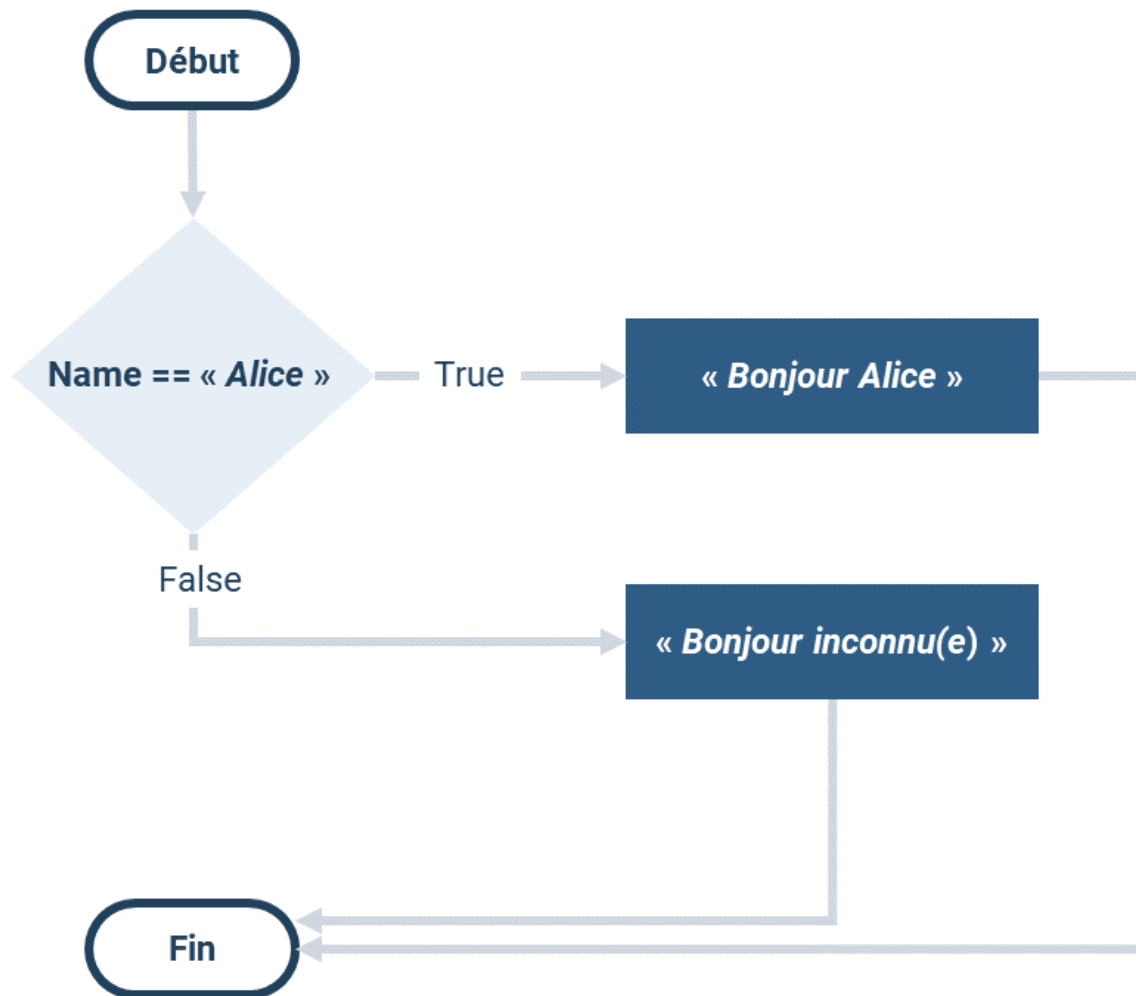 Début
Name == « Alice »
True
« Bonjour Alice »
False
« Bonjour inconnu(e) »
Fin